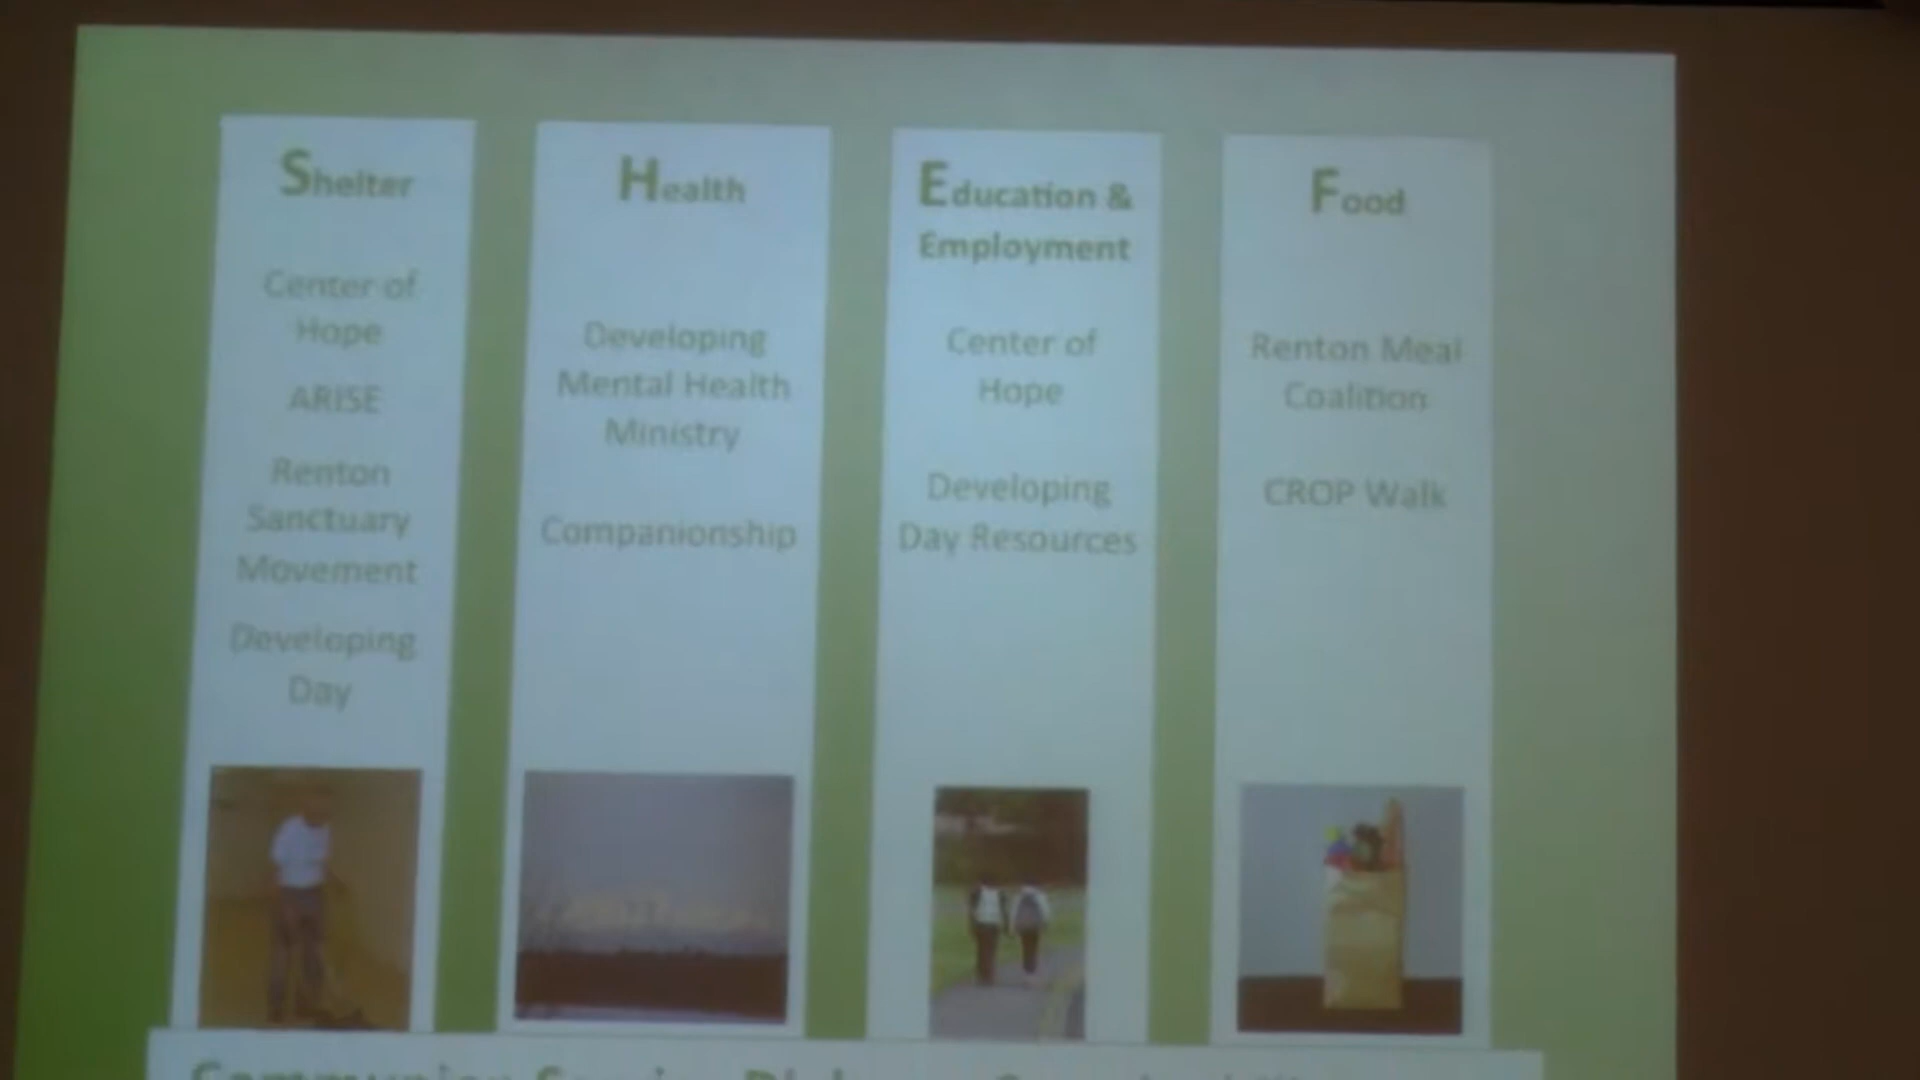 Shelter
Center of
Hope
ARISE
Renton
Sanctuary
Movement
Developing
Day
Health
Developing
Mental Health
Ministry
Companionship
Education &
Employment
Center of
Hope
Developing
Day Resources
Food
Renton Meal
Coalition
CROP Walk